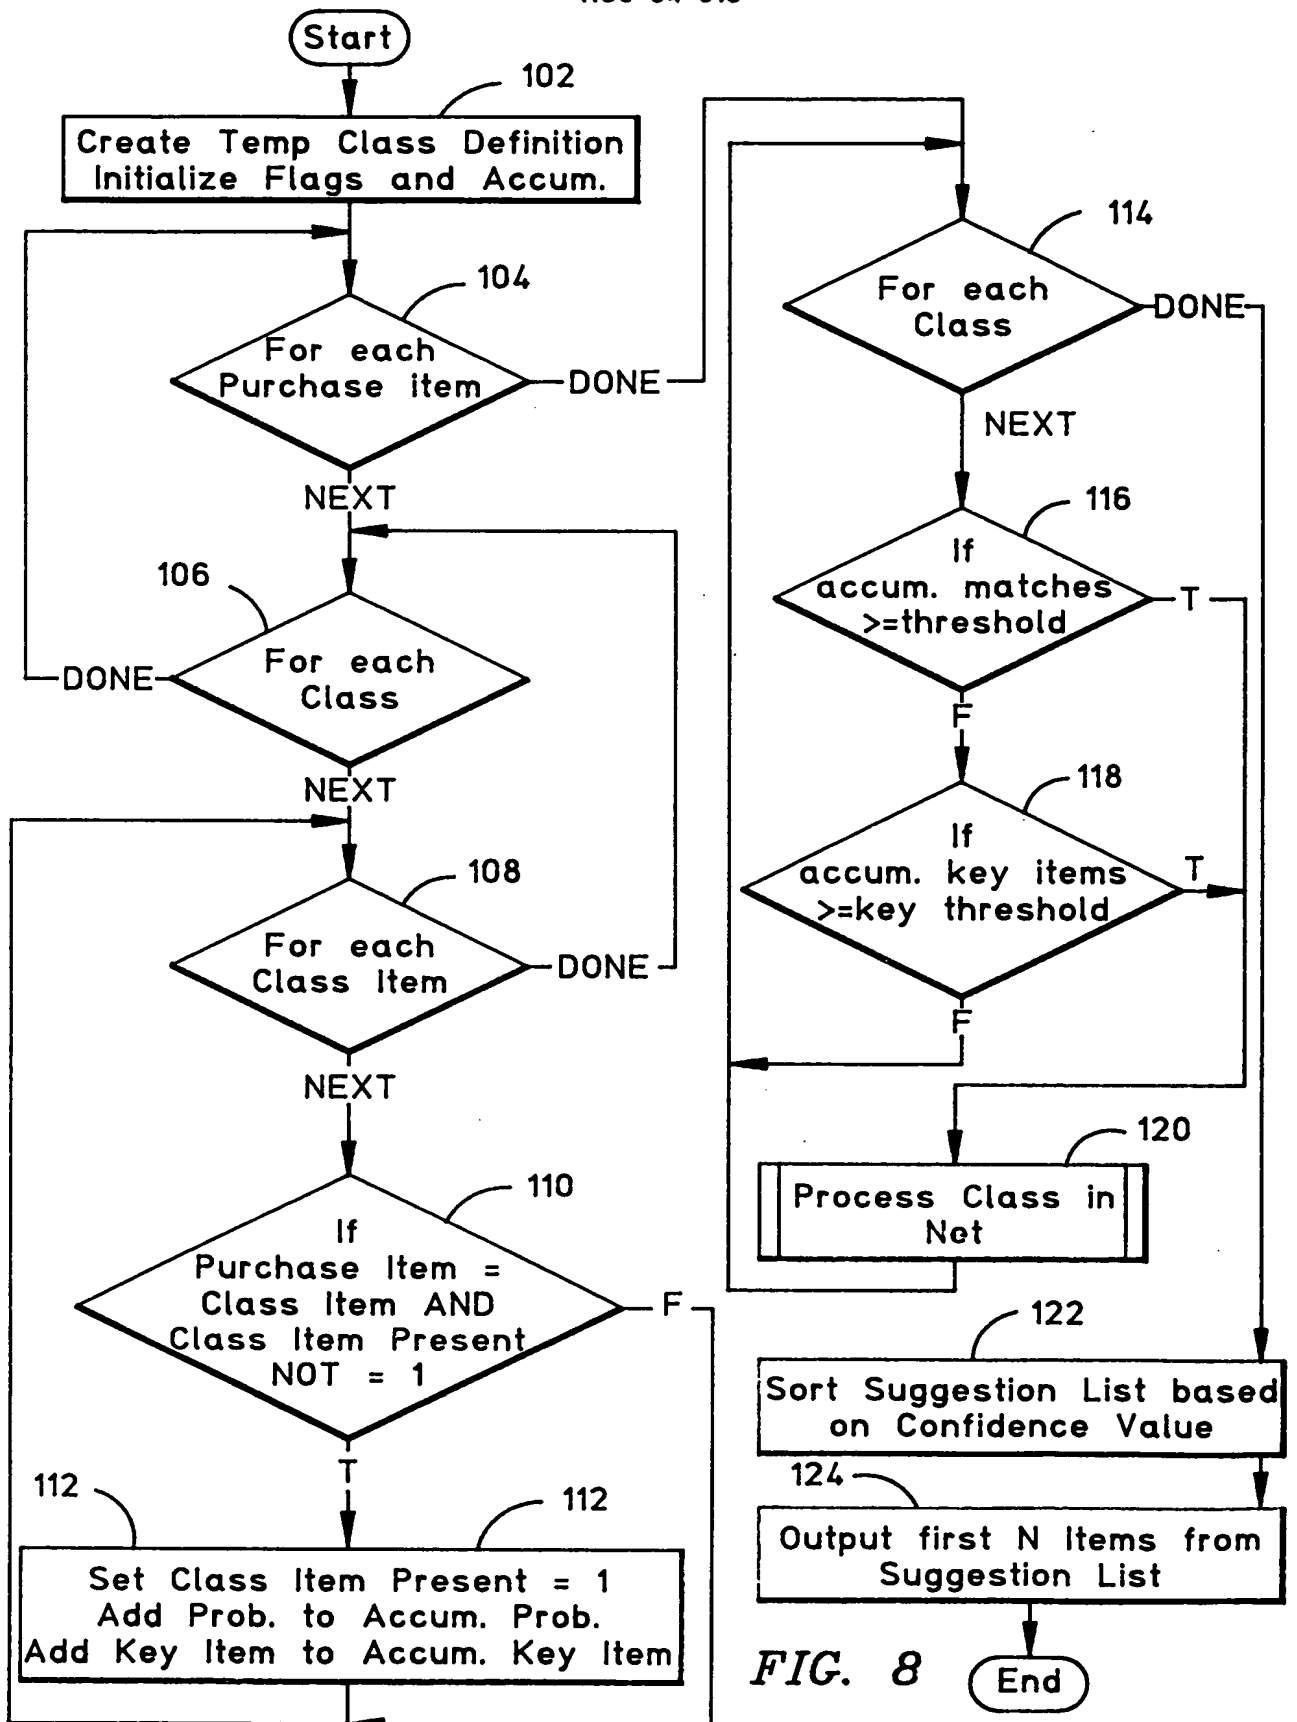 Start
102
Create Temp Class Definition
Initialize Flags and Accum.
104
For each
Purchase item
DONE
NEXT
106
For each
Class
DONE
NEXT
108
For each
Class Item
DONE
NEXT
110
If
Purchase Item =
Class Item AND
Class Item Present
NOT = 1
F
T
112
112
Set Class Item Present = 1
Add Prob. to Accum. Prob.
Add Key Item to Accum. Key Item
114
For each
Class
DONE
NEXT
116
If
accum. matches
>=threshold
T
F
118
If
accum. key items
>=key threshold
T
F
120
Process Class in
Net
122
Sort Suggestion List based
on Confidence Value
124
Output first N Items from
Suggestion List
FIG. 8
End